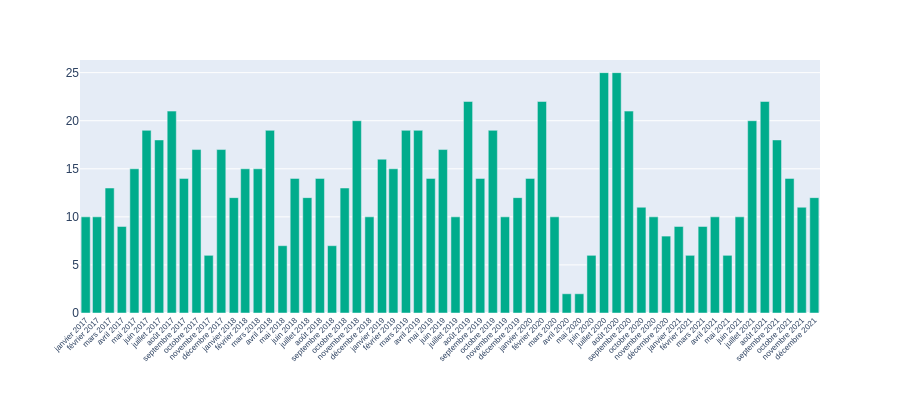 25
20
15
10
5
0
janvier 2017
février 2017
mars 2017
avril 2017
mai 2017
juin 2017
juillet 2017
août 2017
septembre 2017
octobre 2017
novembre 2017
décembre 2017
janvier 2018
février 2018
mars 2018
avril 2018
mai 2018
juin 2018
juillet 2018
août 2018
septembre 2018
octobre 2018
novembre 2018
décembre 2018
janvier 2019
février 2019
mars 2019
avril 2019
mai 2019
juin 2019
juillet 2019
août 2019
septembre 2019
octobre 2019
novembre 2019
décembre 2019
janvier 2020
février 2020
mars 2020
avril 2020
mai 2020
juin 2020
juillet 2020
août 2020
septembre 2020
octobre 2020
novembre 2020
décembre 2020
janvier 2021
février 2021
mars 2021
avril 2021
mai 2021
juin 2021
juillet 2021
août 2021
septembre 2021
octobre 2021
novembre 2021
décembre 2021